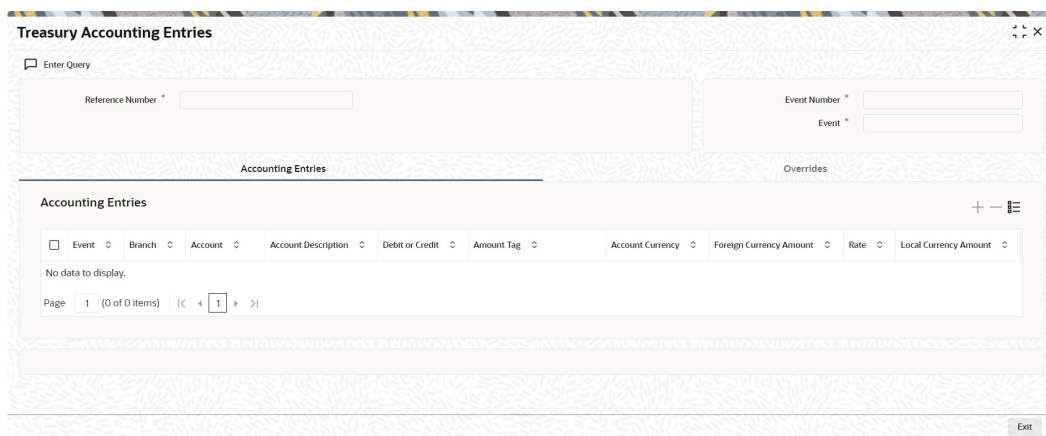 Treasury Accounting Entries
Enter Query
Reference Number *
Event Number *
Event *
Accounting Entries
Overrides
Accounting Entries
Event Branch Account Account Description Debit or Credit Amount Tag Account Currency Foreign Currency Amount Rate Local Currency Amount
No data to display.
Page 1 (0 of 0 items) 1
Exit